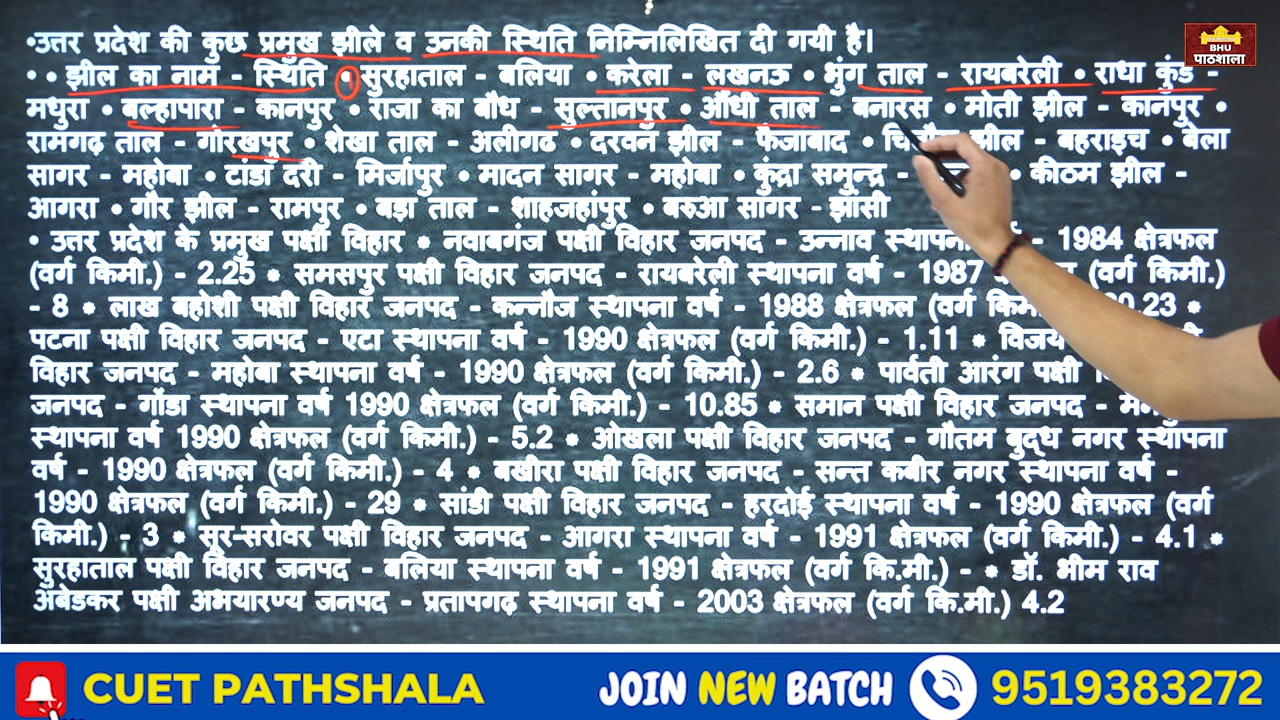 BHU
पाठशाला
•उत्तर प्रदेश की कुछ प्रमुख झीले व उनकी स्थिति निम्निलिखित दी गयी है।
• • झील का नाम - स्थिति • सुरहाताल - बलिया • करेला - लखनऊ • भुंग ताल - रायबरेली • राधा कुंड -
मधुरा • बल्हापारा - कानपुर • राजा का बौध - सुल्तानपुर • औंधी ताल - बनारस • मोती झील - कानपुर •
रामगढ़ ताल - गोरखपुर • शेखा ताल - अलीगढ • दरवन झील - फैजाबाद • झील - बहराइच • बेला
सागर - महोबा • टांडा दरी - मिर्जापुर • मादन सागर - महोबा • कुंद्रा समुन्द्र - • कीठम झील -
आगरा • गौर झील - रामपुर • बड़ा ताल - शाहजहांपुर • बरुआ सागर - झांसी
• उत्तर प्रदेश के प्रमुख पक्षी विहार * नवाबगंज पक्षी विहार जनपद - उन्नाव - 1984 क्षेत्रफल
(वर्ग किमी.) - 2.25 * समसपुर पक्षी विहार जनपद - रायबरेली स्थापना वर्ष - 1987 (वर्ग किमी.)
- 8 * लाख बहोशी पक्षी विहार जनपद - कन्नौज स्थापना वर्ष - 1988 क्षेत्रफल (वर्ग *
पटना पक्षी विहार जनपद - एटा स्थापना वर्ष - 1990 क्षेत्रफल (वर्ग किमी.) - 1.11 *
विहार जनपद - महोबा स्थापना वर्ष - 1990 क्षेत्रफल (वर्ग किमी.) - 2.6 * पार्वती आरंग पक्षी
जनपद - गोंडा स्थापना वर्ष 1990 क्षेत्रफल (वर्ग किमी.) - 10.85 * समान पक्षी विहार जनपद -
स्थापना वर्ष 1990 क्षेत्रफल (वर्ग किमी.) - 5.2 * ओखला पक्षी विहार जनपद - गौतम बुद्ध नगर स्थापना
वर्ष - 1990 क्षेत्रफल (वर्ग किमी.) - 4 * बखीरा पक्षी विहार जनपद - सन्त कबीर नगर स्थापना वर्ष -
1990 क्षेत्रफल (वर्ग किमी.) - 29 * सांडी पक्षी विहार जनपद - हरदोई स्थापना वर्ष - 1990 क्षेत्रफल (वर्ग
किमी.) - 3 * सूर-सरोवर पक्षी विहार जनपद - आगरा स्थापना वर्ष - 1991 क्षेत्रफल (वर्ग किमी.) - 4.1 *
सुरहाताल पक्षी विहार जनपद - बलिया स्थापना वर्ष - 1991 क्षेत्रफल (वर्ग कि.मी.) - * डॉ. भीम राव
अंबेडकर पक्षी अभयारण्य जनपद - प्रतापगढ़ स्थापना वर्ष - 2003 क्षेत्रफल (वर्ग कि.मी.) 4.2
CUET PATHSHALA JOIN NEW BATCH 9519383272